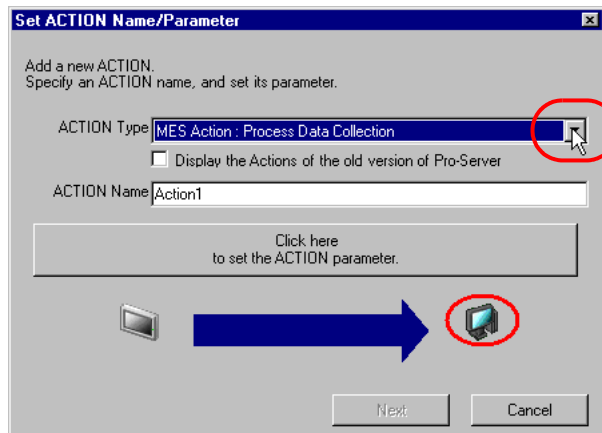 Set ACTION Name/Parameter
Add a new ACTION.
Specify an ACTION name, and set its parameter.
ACTION Type MES Action : Process Data Collection
Display the Actions of the old version of Pro-Server
ACTION Name Action1
Click here
to set the ACTION parameter.
Next Cancel